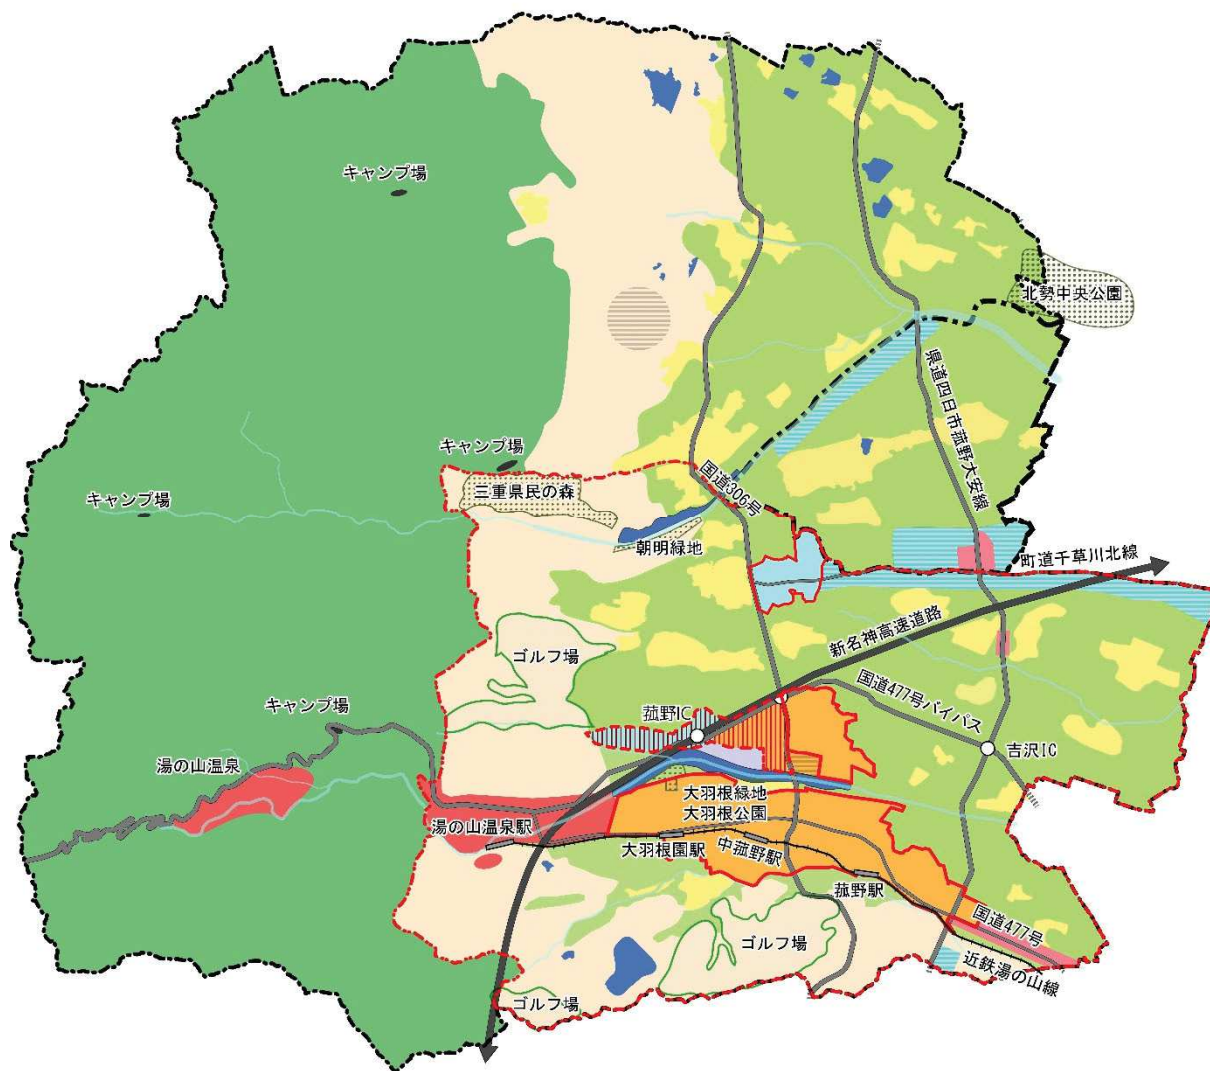 キャンプ場
北勢中央公園
県道四日市菰野大安線
キャンプ場
三重県民の森
国道306号
キャンプ場
朝明緑地
町道千草川北線
新名神高速道路
ゴルフ場
国道477号バイパス
キャンプ場
菰野IC
吉沢IC
湯の山温泉
大羽根緑地
大羽根公園
湯の山温泉駅
大羽根園駅
中菰野駅
菰野駅
国道477号
ゴルフ場
近鉄湯の山線
ゴルフ場